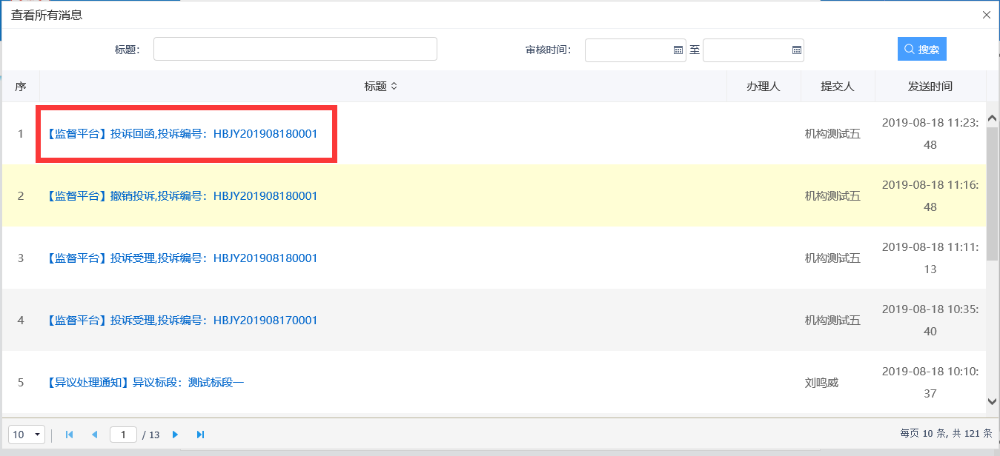 查看所有消息
标题：
审核时间：
至
搜索
序
标题
办理人
提交人
发送时间
1
【监督平台】投诉回函,投诉编号：HBJY201908180001
机构测试五
2019-08-18 11:23:
48
2
【监督平台】撤销投诉,投诉编号：HBJY201908180001
机构测试五
2019-08-18 11:16:
48
3
【监督平台】投诉受理,投诉编号：HBJY201908180001
机构测试五
2019-08-18 11:11:
13
4
【监督平台】投诉受理,投诉编号：HBJY201908170001
机构测试五
2019-08-18 10:35:
40
5
【异议处理通知】异议标段：测试标段一
刘鸣威
2019-08-18 10:10:
37
10
1 / 13
每页 10 条, 共 121 条